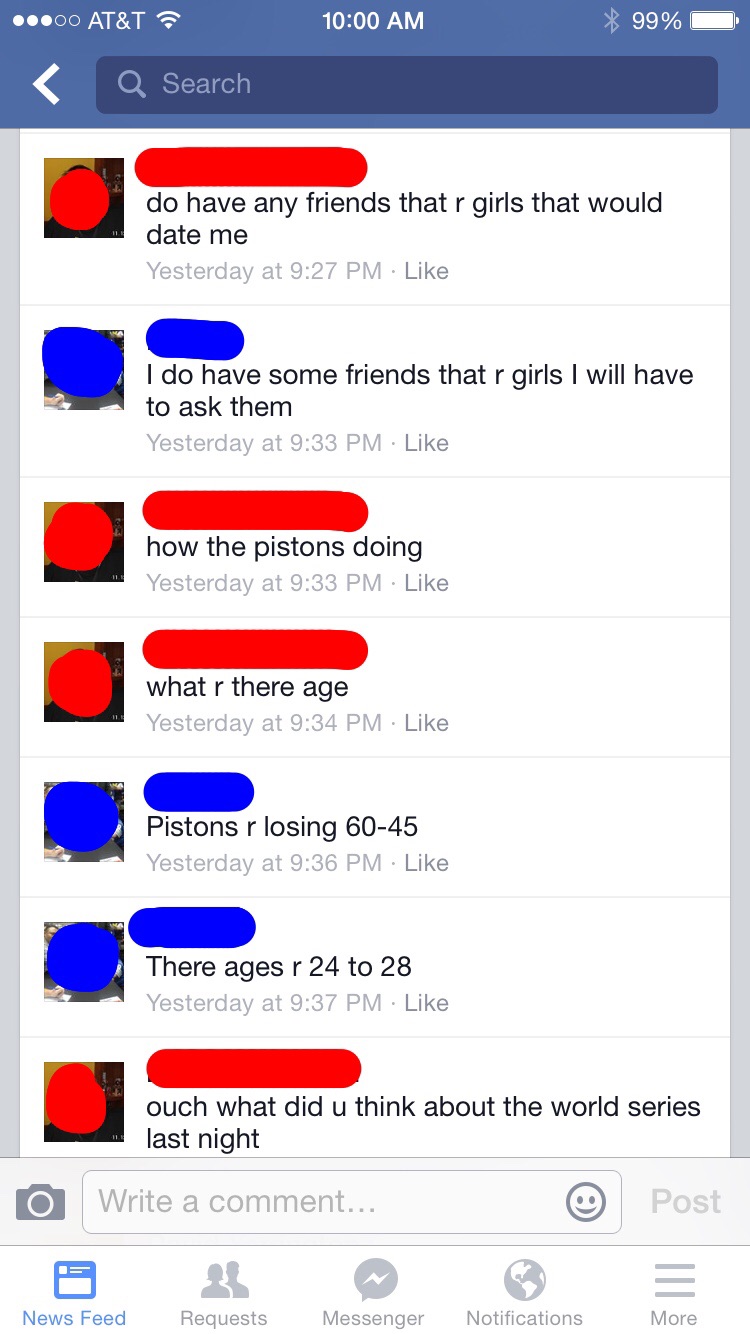 AT&T 10:00 AM 99%
Search
do have any friends that r girls that would
date me
Yesterday at 9:27 PM · Like
I do have some friends that r girls I will have
to ask them
Yesterday at 9:33 PM · Like
how the pistons doing
Yesterday at 9:33 PM · Like
what r there age
Yesterday at 9:34 PM · Like
Pistons r losing 60-45
Yesterday at 9:36 PM · Like
There ages r 24 to 28
Yesterday at 9:37 PM · Like
ouch what did u think about the world series
last night
Write a comment... Post
News Feed Requests Messenger Notifications More